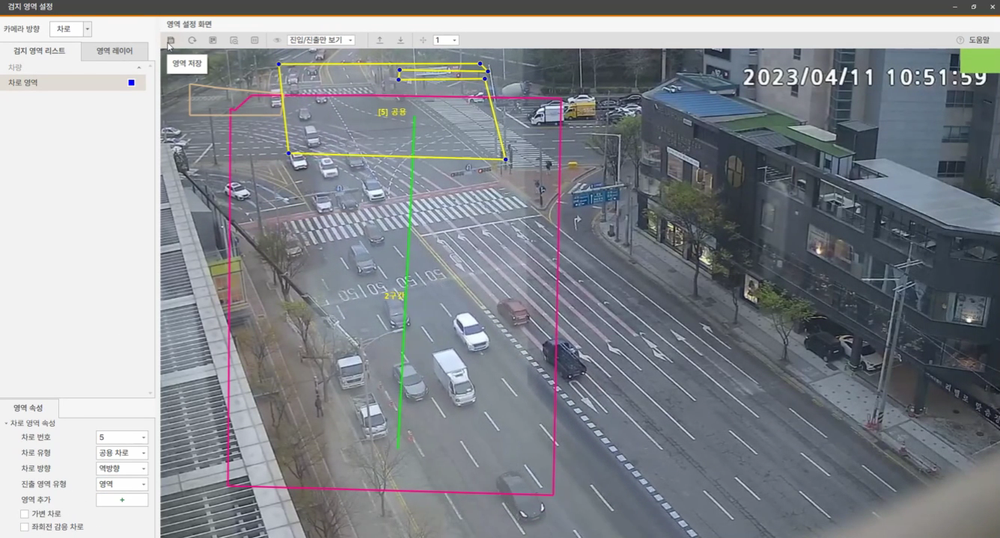 검지 영역 설정
카메라 방향 차로
검지 영역 리스트 영역 레이어
차량
차로 영역
영역 속성
차로 영역 속성
차로 번호 5
차로 유형 공용 차로
차로 방향 역방향
진출 영역 유형 영역
영역 추가 +
가변 차로
좌회전 감응 차로
영역 설정 화면
진입/진출만 보기 1 도움말
영역 저장
2023/04/11 10:51:59
[5] 공용
50 50 50
2구간